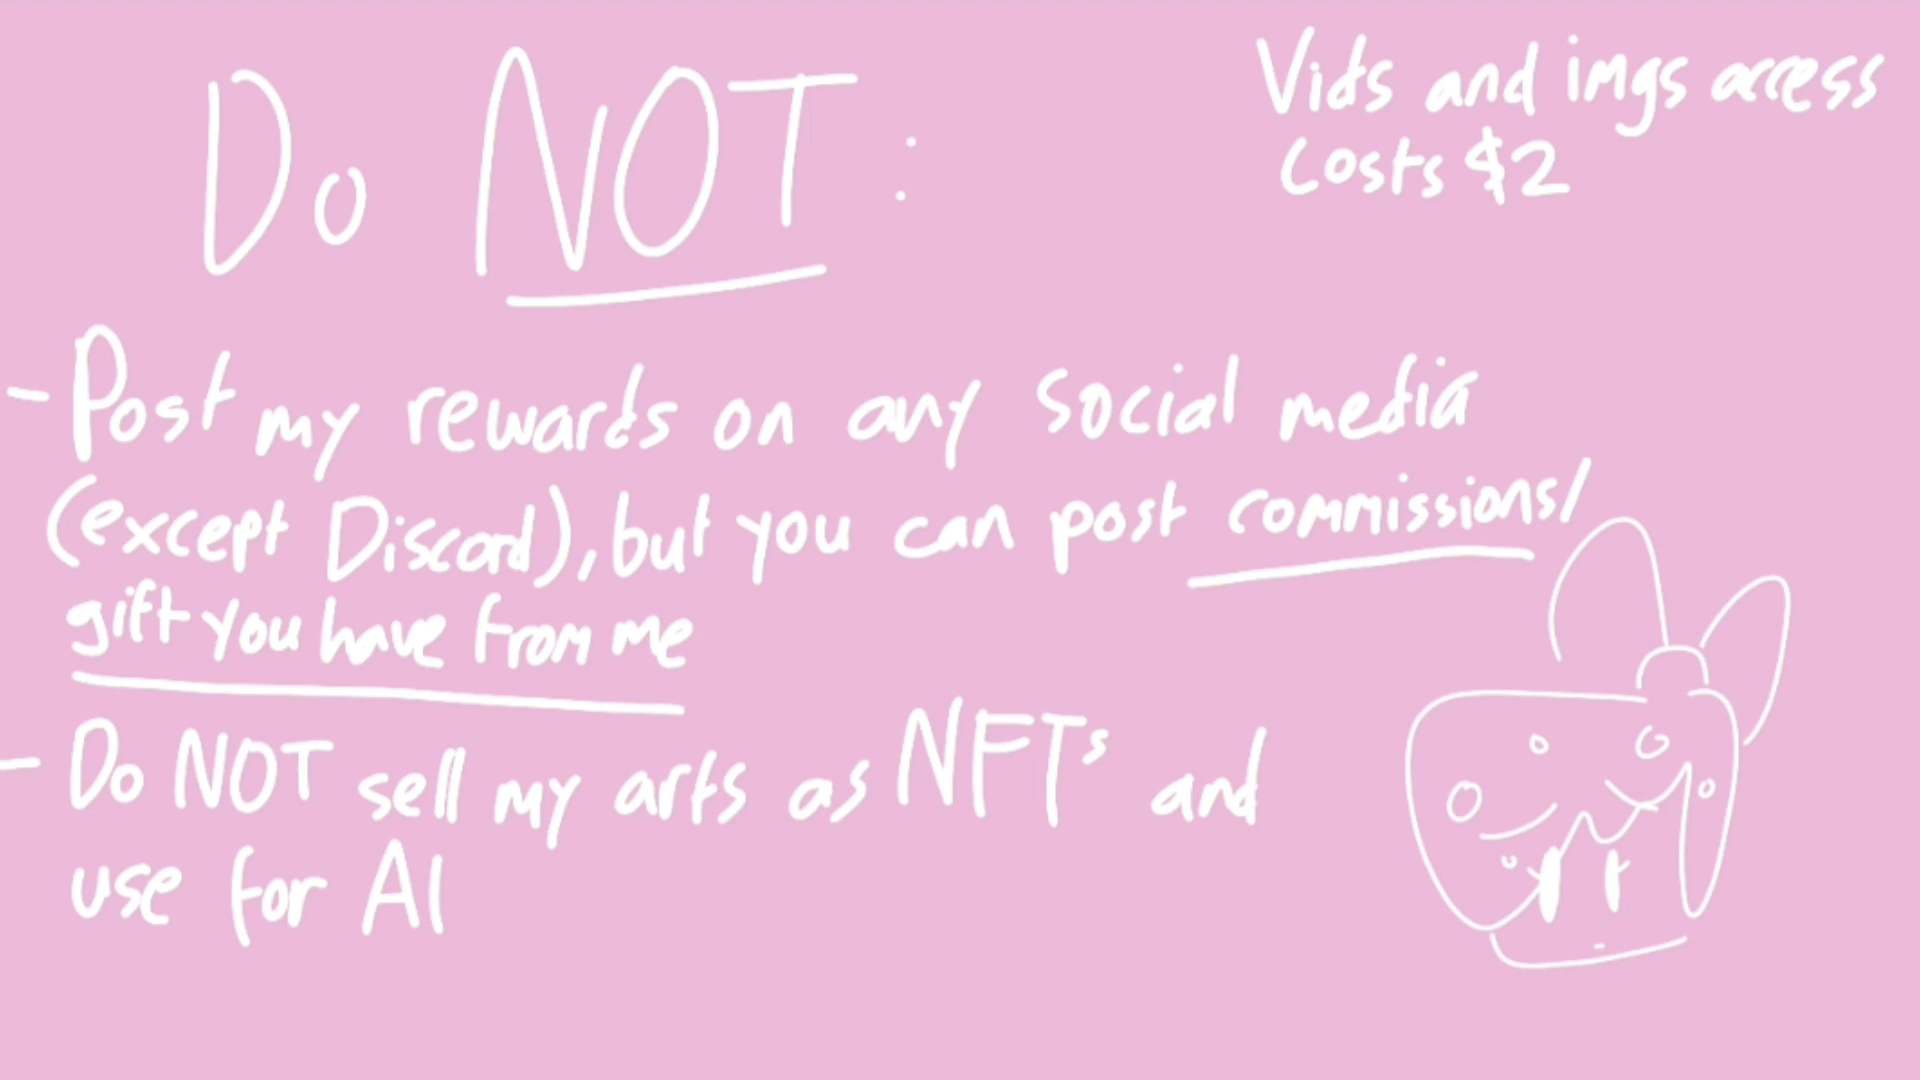 Do NOT:
Vids and imgs access
costs $2
- Post my rewards on any social media
(except Discord), but you can post commissions/
gift you have from me
- Do NOT sell my arts as NFTs and
use for AI